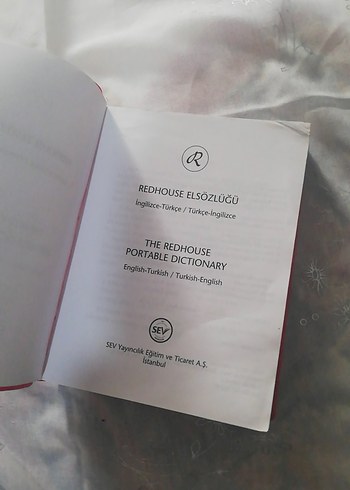 R
REDHOUSE ELSÖZLÜĞÜ
İngilizce-Türkçe / Türkçe-İngilizce
THE REDHOUSE
PORTABLE DICTIONARY
English-Turkish / Turkish-English
SEV
SEV Yayıncılık Eğitim ve Ticaret A.Ş.
İstanbul